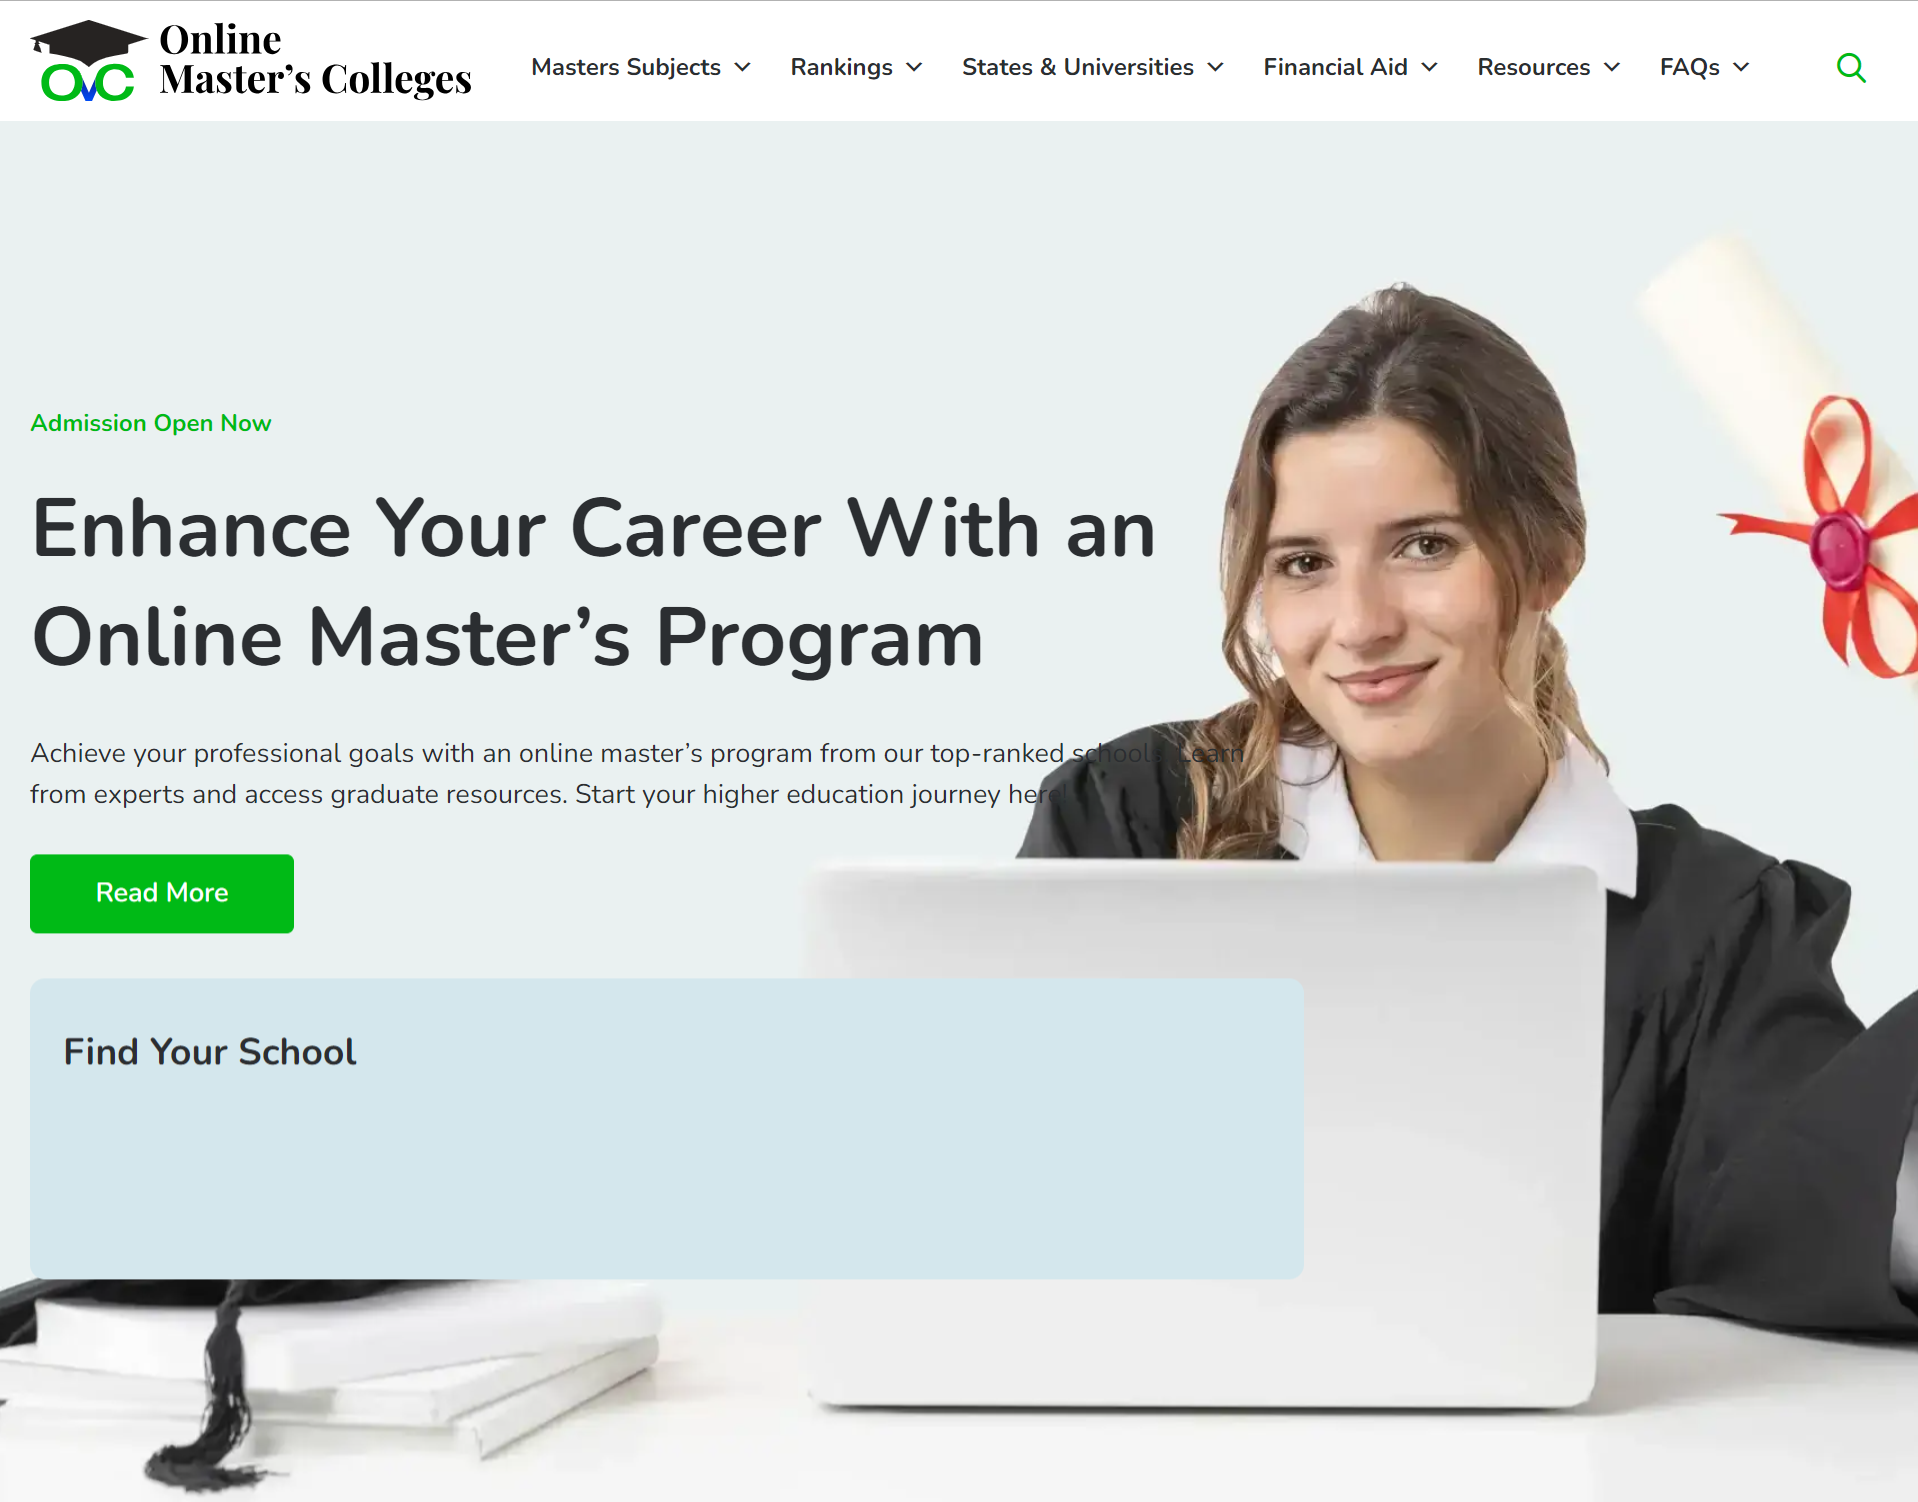 Online
Master's Colleges
OVC
Masters Subjects
Rankings
States & Universities
Financial Aid
Resources
FAQs
Admission Open Now
Enhance Your Career With an
Online Master's Program
Achieve your professional goals with an online master's program from our top-ranked schools. Learn
from experts and access graduate resources. Start your higher education journey here!
Read More
Find Your School